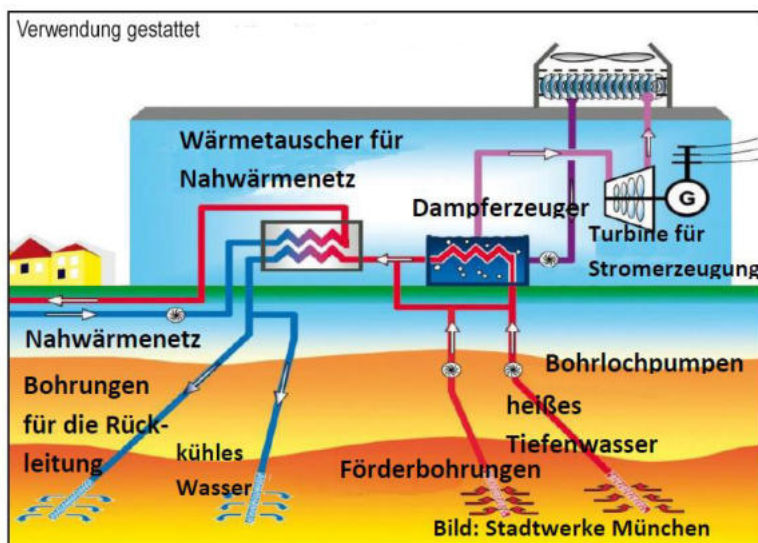 Verwendung gestattet
Wärmetauscher für
Nahwärmenetz
Dampferzeuger
G
Turbine für
Stromerzeugung
Nahwärmenetz
Bohrlochpumpen
Bohrungen
für die Rück-
leitung
kühles
Wasser
heißes
Tiefenwasser
Förderbohrungen
Bild: Stadtwerke München